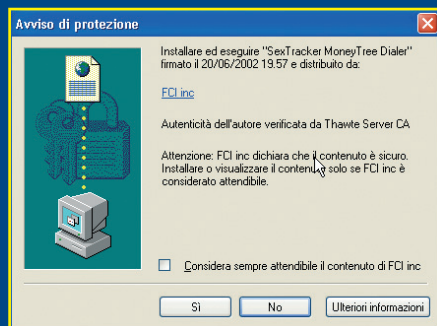 Avviso di protezione
Installare ed eseguire "SexTracker MoneyTree Dialer"
firmato il 20/06/2002 19.57 e distribuito da:
FCI inc
Autenticità dell'autore verificata da Thawte Server CA
Attenzione: FCI inc dichiara che il contenuto è sicuro.
Installare o visualizzare il contenuto solo se FCI inc è
considerato attendibile.
Considera sempre attendibile il contenuto di FCI inc
Sì
No
Ulteriori informazioni